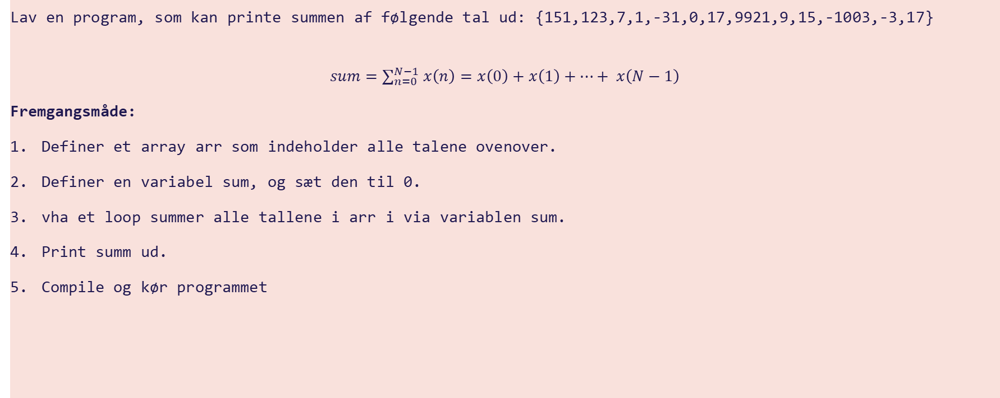 Lav en program, som kan printe summen af følgende tal ud: {151,123,7,1,-31,0,17,9921,9,15,-1003,-3,17}
sum = ∑_{n=0}^{N−1} x(n) = x(0) + x(1) + ⋯ + x(N − 1)
Fremgangsmåde:
1. Definer et array arr som indeholder alle talene ovenover.
2. Definer en variabel sum, og sæt den til 0.
3. vha et loop summer alle tallene i arr i via variablen sum.
4. Print summ ud.
5. Compile og kør programmet